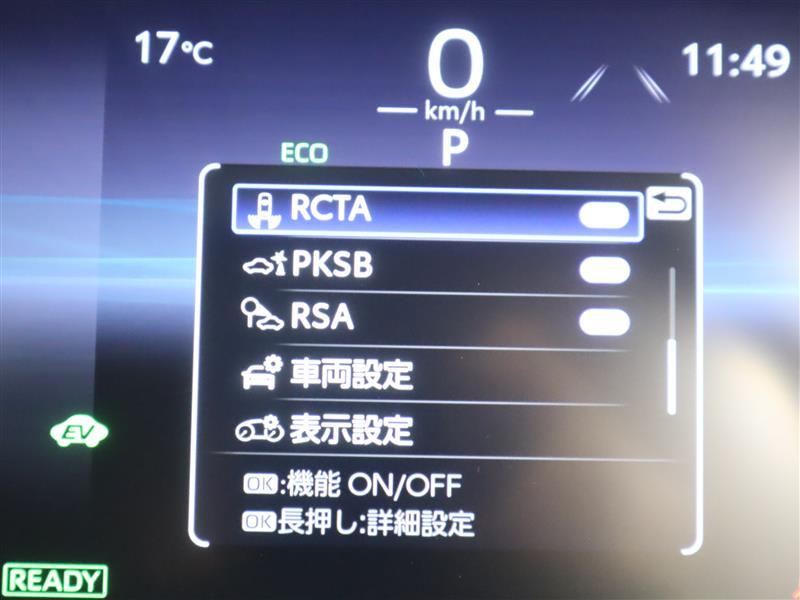 17℃
0
11:49
km/h
P
ECO
RCTA
PKSB
RSA
車両設定
表示設定
EV
OK:機能 ON/OFF
OK長押し:詳細設定
READY